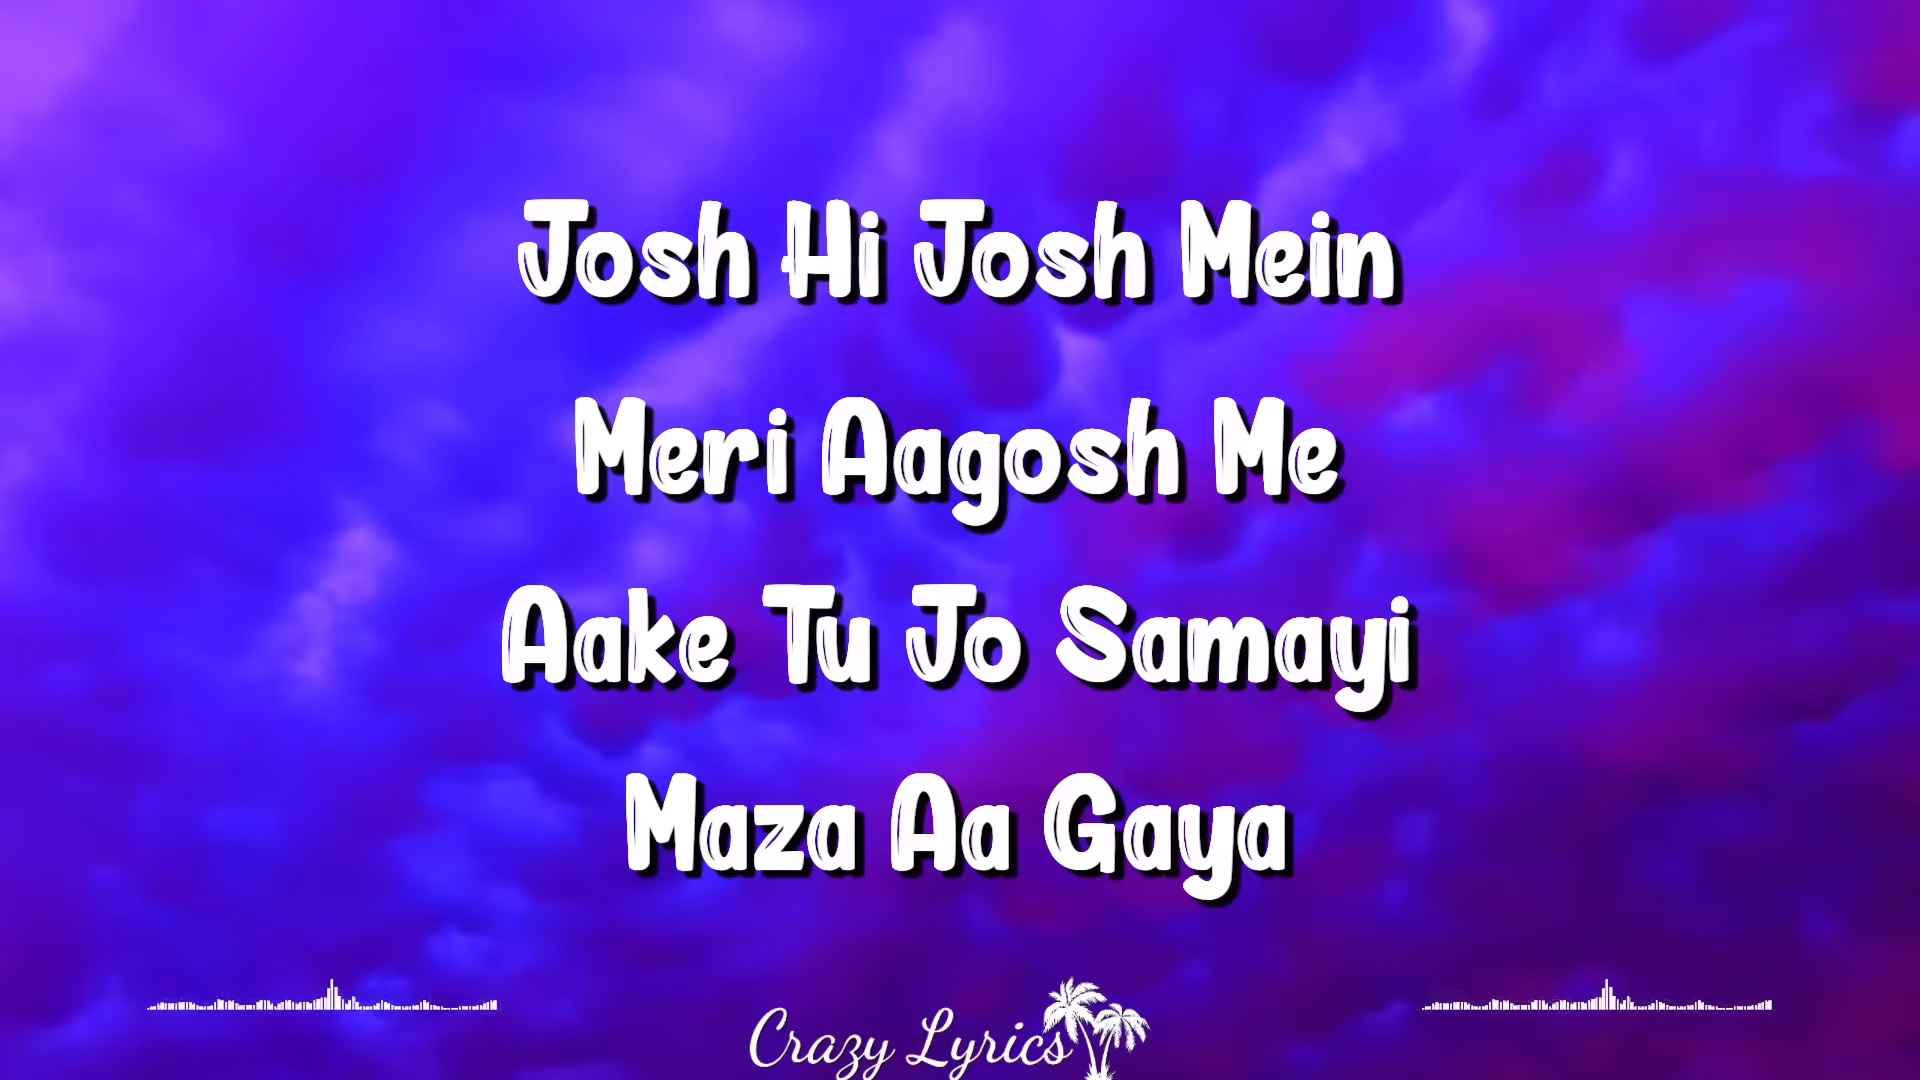 Josh Hi Josh Mein
Meri Aagosh Me
Aake Tu Jo Samayi
Maza Aa Gaya
Crazy Lyrics